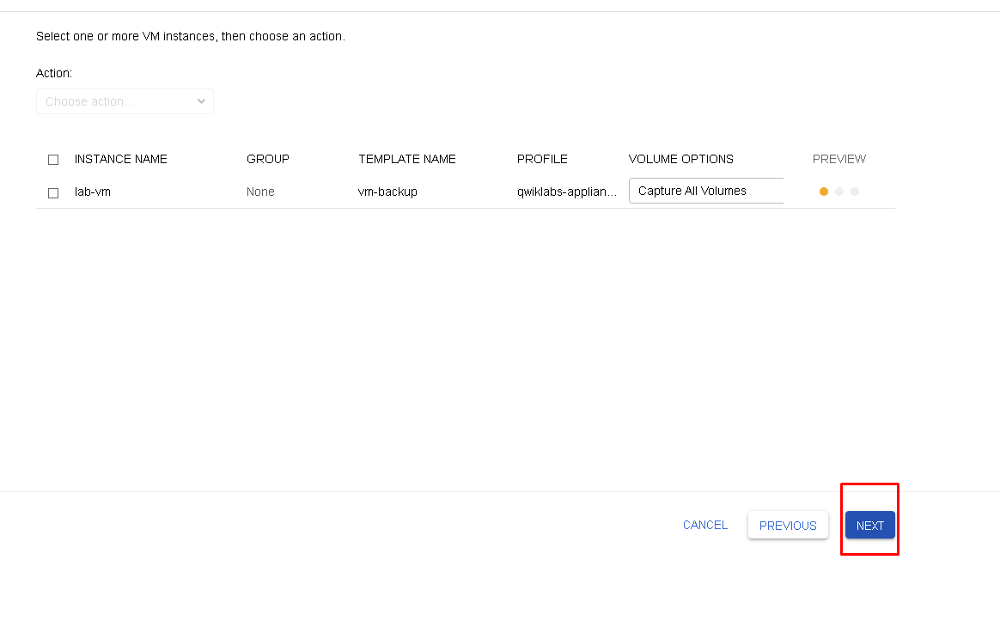 Select one or more VM instances, then choose an action.
Action:
Choose action...
INSTANCE NAME GROUP TEMPLATE NAME PROFILE VOLUME OPTIONS PREVIEW
lab-vm None vm-backup qwiklabs-applian... Capture All Volumes
CANCEL PREVIOUS NEXT